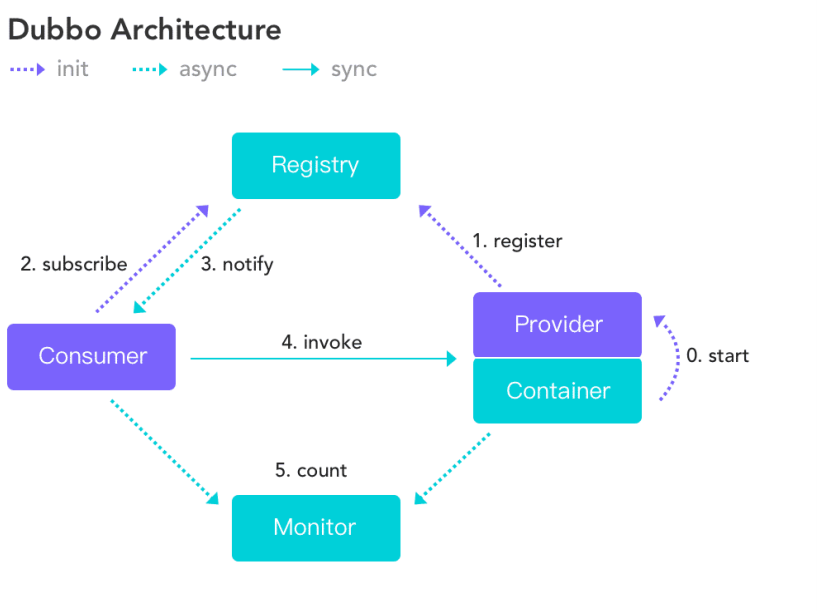 Dubbo Architecture
init async sync
Registry
1. register
2. subscribe
3. notify
Provider
4. invoke
Consumer
0. start
Container
5. count
Monitor